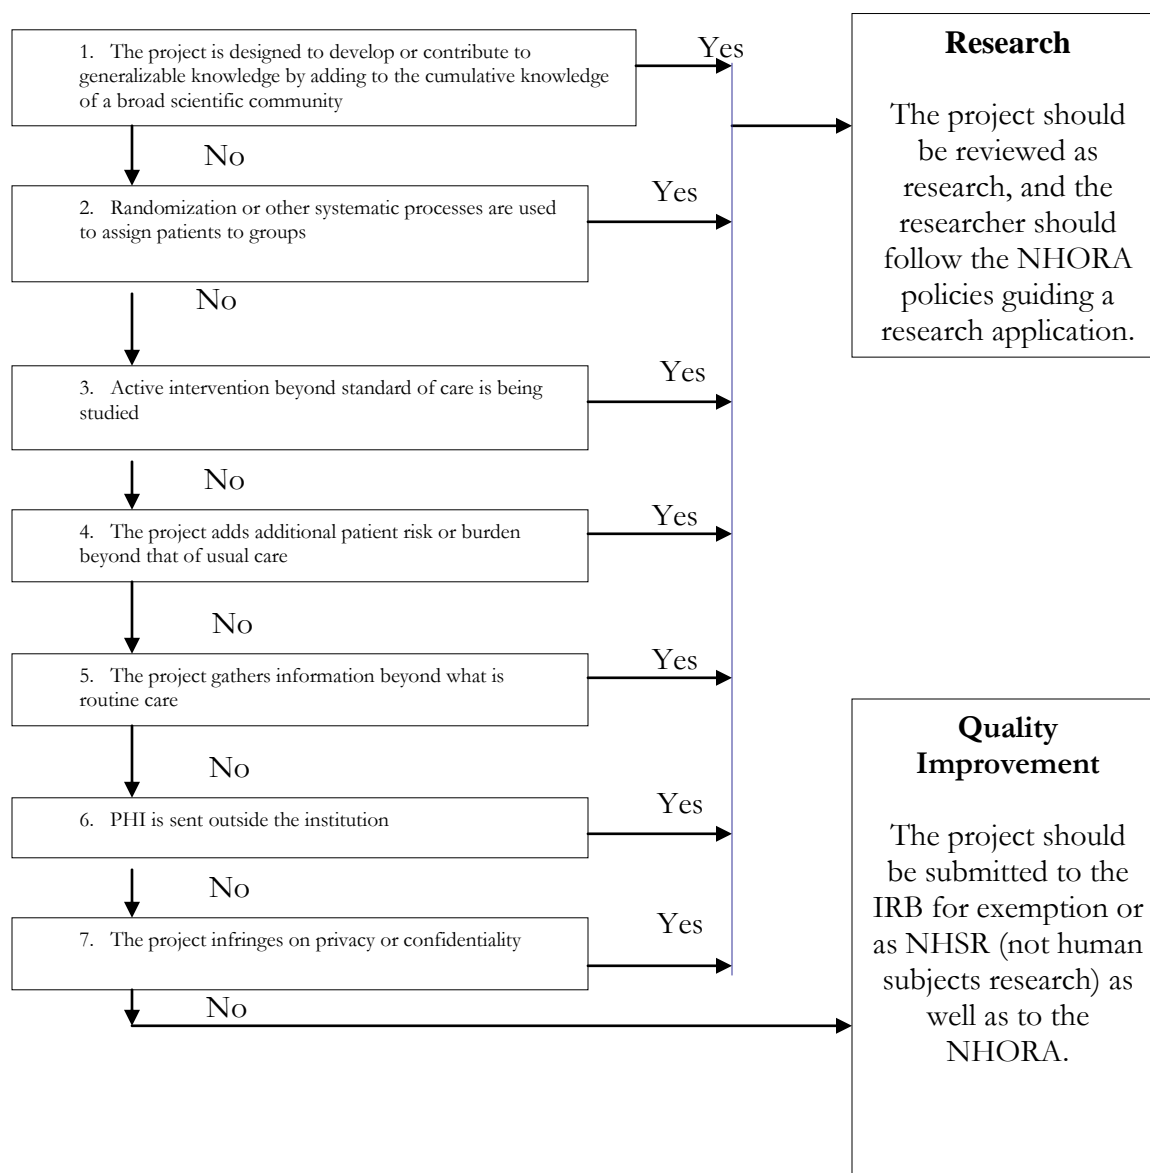 1. The project is designed to develop or contribute to
generalizable knowledge by adding to the cumulative knowledge
of a broad scientific community
Yes
No
2. Randomization or other systematic processes are used
to assign patients to groups
Yes
No
3. Active intervention beyond standard of care is being
studied
Yes
No
4. The project adds additional patient risk or burden
beyond that of usual care
Yes
No
5. The project gathers information beyond what is
routine care
Yes
No
6. PHI is sent outside the institution
Yes
No
7. The project infringes on privacy or confidentiality
Yes
No
Research
The project should
be reviewed as
research, and the
researcher should
follow the NHORA
policies guiding a
research application.
Quality
Improvement
The project should
be submitted to the
IRB for exemption or
as NHSR (not human
subjects research) as
well as to the
NHORA.